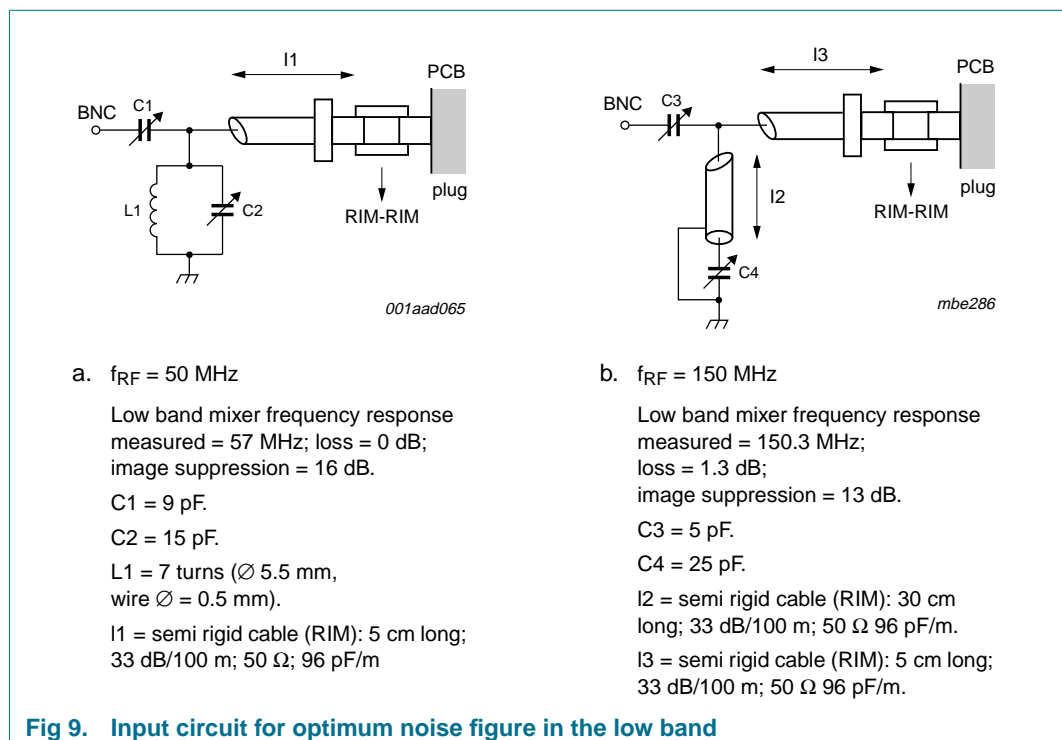 l1
PCB
BNC
C1
L1
C2
plug
RIM-RIM
001aad065
l3
PCB
BNC
C3
l2
plug
RIM-RIM
C4
mbe286
a. fRF = 50 MHz
Low band mixer frequency response
measured = 57 MHz; loss = 0 dB;
image suppression = 16 dB.
C1 = 9 pF.
C2 = 15 pF.
L1 = 7 turns (∅ 5.5 mm,
wire ∅ = 0.5 mm).
l1 = semi rigid cable (RIM): 5 cm long;
33 dB/100 m; 50 Ω; 96 pF/m
b. fRF = 150 MHz
Low band mixer frequency response
measured = 150.3 MHz;
loss = 1.3 dB;
image suppression = 13 dB.
C3 = 5 pF.
C4 = 25 pF.
l2 = semi rigid cable (RIM): 30 cm
long; 33 dB/100 m; 50 Ω 96 pF/m.
l3 = semi rigid cable (RIM): 5 cm long;
33 dB/100 m; 50 Ω 96 pF/m.
Fig 9. Input circuit for optimum noise figure in the low band